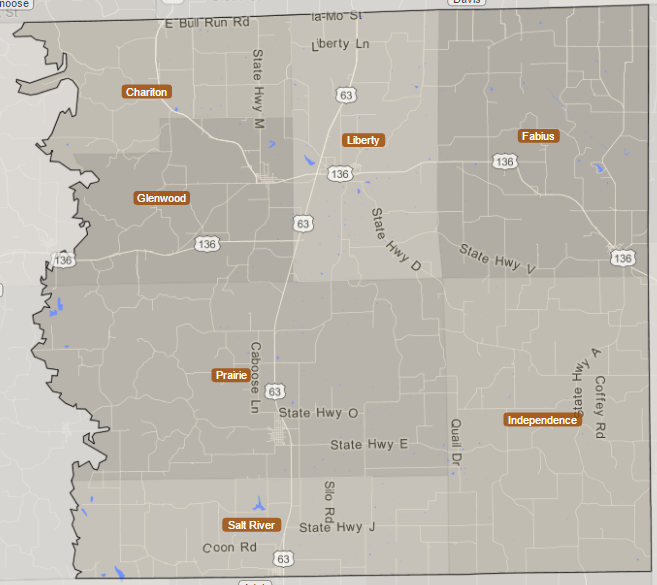 noose
Davis
St
E Bull Run Rd
Ia-Mo St
Liberty Ln
State Hwy M
Chariton
63
Liberty
Fabius
136
136
Glenwood
State Hwy D
63
136
State Hwy V
136
136
Caboose Ln
State Hwy A
Coffey Rd
Prairie
63
State Hwy O
Independence
Quail Dr
State Hwy E
Silo Rd
Salt River
State Hwy J
Coon Rd
63